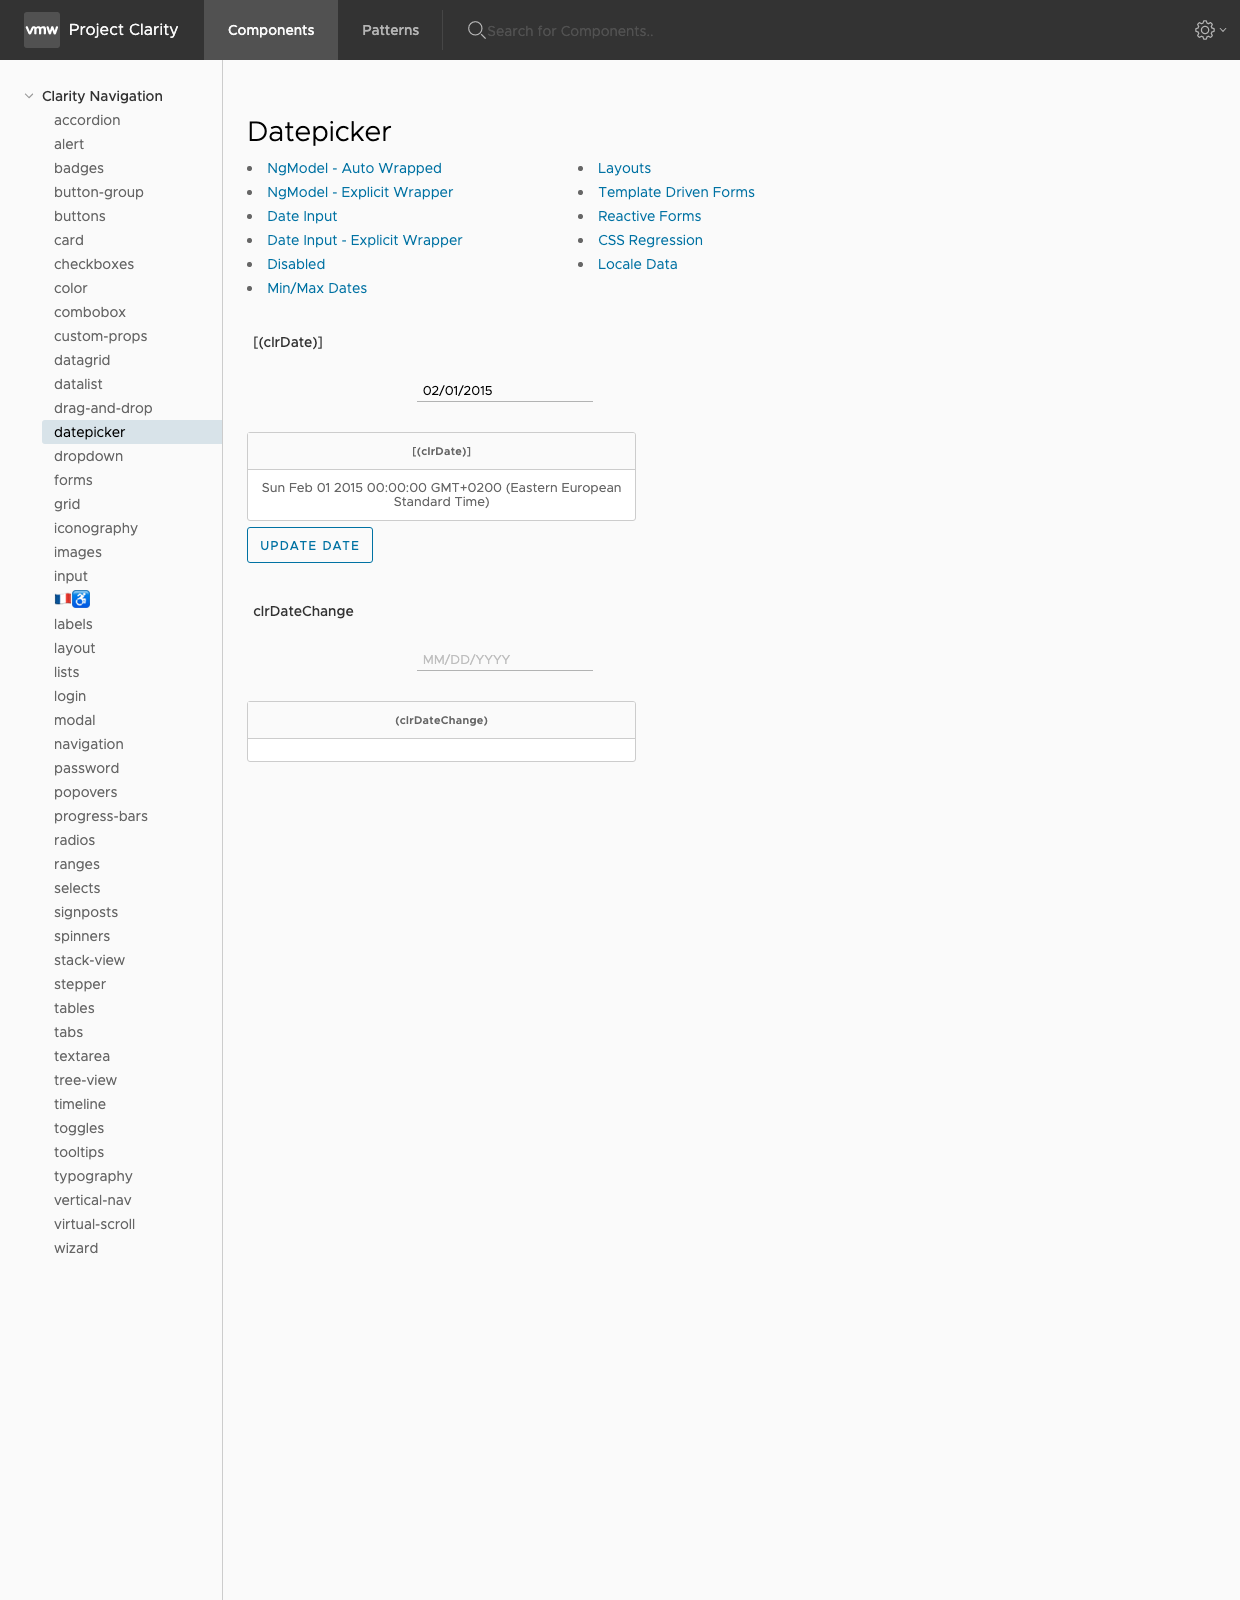 vmw Project Clarity Components Patterns Search for Components..
Clarity Navigation
accordion
alert
badges
button-group
buttons
card
checkboxes
color
combobox
custom-props
datagrid
datalist
drag-and-drop
datepicker
dropdown
forms
grid
iconography
images
input
🇫🇷♿
labels
layout
lists
login
modal
navigation
password
popovers
progress-bars
radios
ranges
selects
signposts
spinners
stack-view
stepper
tables
tabs
textarea
tree-view
timeline
toggles
tooltips
typography
vertical-nav
virtual-scroll
wizard
Datepicker
NgModel - Auto Wrapped
NgModel - Explicit Wrapper
Date Input
Date Input - Explicit Wrapper
Disabled
Min/Max Dates
Layouts
Template Driven Forms
Reactive Forms
CSS Regression
Locale Data
[(clrDate)]
02/01/2015
[(clrDate)]
Sun Feb 01 2015 00:00:00 GMT+0200 (Eastern European
Standard Time)
UPDATE DATE
clrDateChange
MM/DD/YYYY
(clrDateChange)